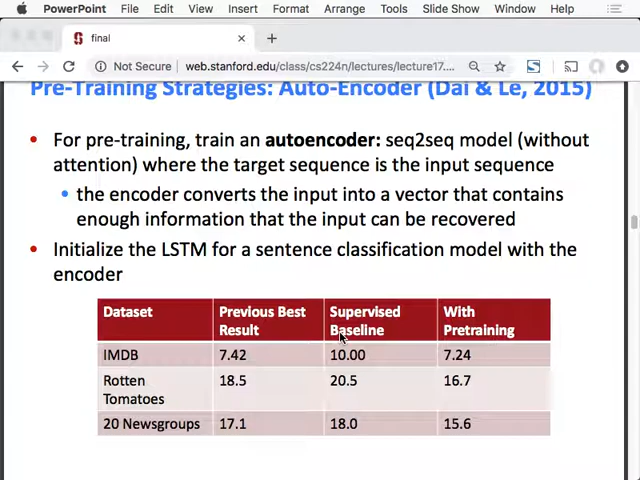 PowerPoint File Edit View Insert Format Arrange Tools Slide Show Window Help
final
Not Secure web.stanford.edu/class/cs224n/lectures/lecture17....
Pre-Training Strategies: Auto-Encoder (Dai & Le, 2015)
• For pre-training, train an autoencoder: seq2seq model (without
attention) where the target sequence is the input sequence
• the encoder converts the input into a vector that contains
enough information that the input can be recovered
• Initialize the LSTM for a sentence classification model with the
encoder
Dataset Previous Best Supervised With
Result Baseline Pretraining
IMDB 7.42 10.00 7.24
Rotten 18.5 20.5 16.7
Tomatoes
20 Newsgroups 17.1 18.0 15.6